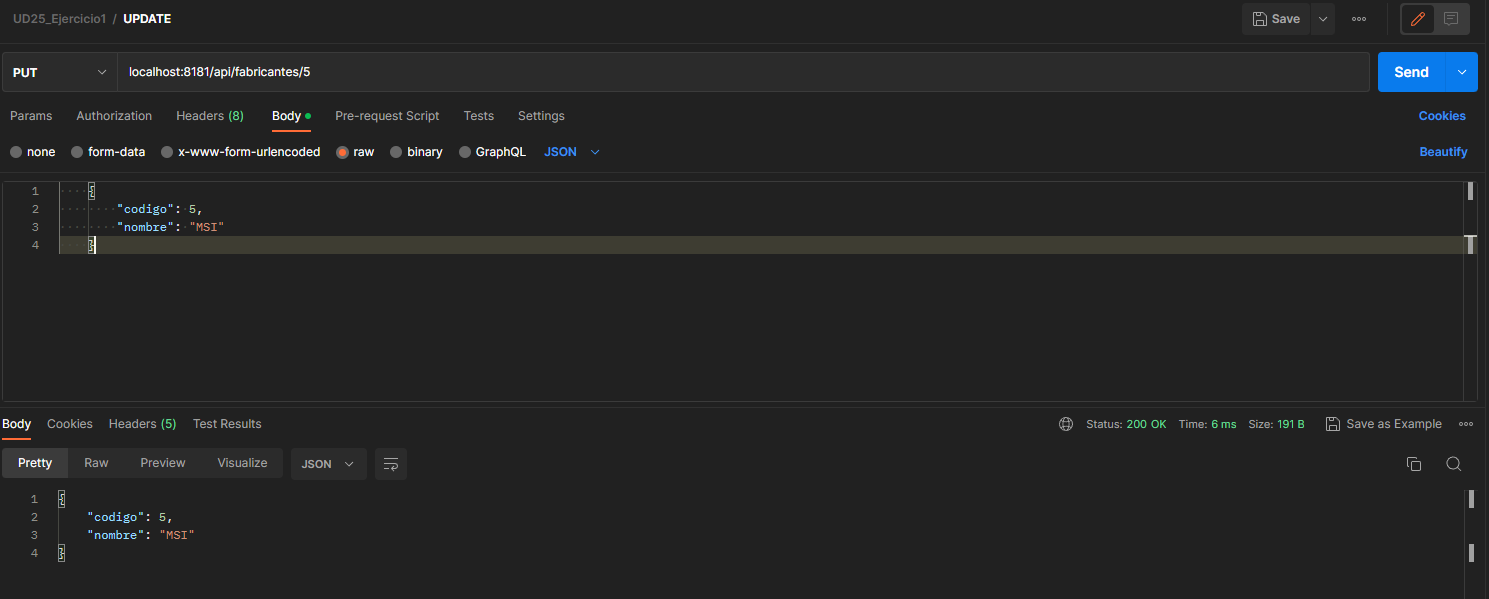 UD25_Ejercicio1 / UPDATE Save
PUT localhost:8181/api/fabricantes/5 Send
Params Authorization Headers (8) Body Pre-request Script Tests Settings Cookies
none form-data x-www-form-urlencoded raw binary GraphQL JSON Beautify
1 {
2 "codigo": 5,
3 "nombre": "MSI"
4 }
Body Cookies Headers (5) Test Results Status: 200 OK Time: 6 ms Size: 191 B Save as Example
Pretty Raw Preview Visualize JSON
1 {
2 "codigo": 5,
3 "nombre": "MSI"
4 }